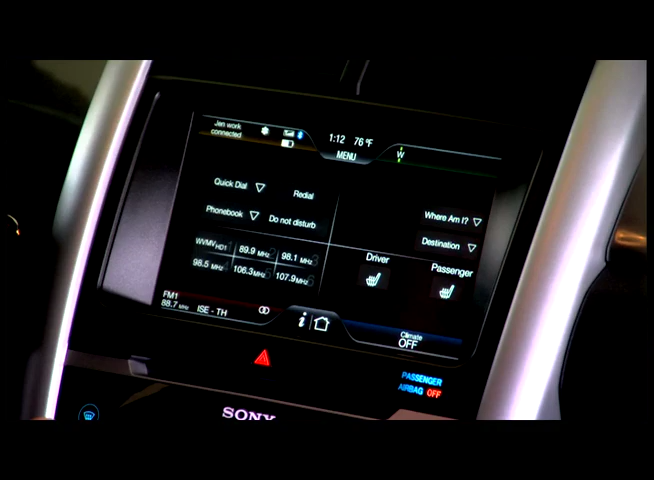 Jen work
connected
1:12 76°F
MENU
W
Quick Dial
Redial
Phonebook
Do not disturb
Where Am I?
Destination
WVMV HD1
89.9 MHz
98.1 MHz
98.5 MHz
106.3 MHz
107.9 MHz
Driver
Passenger
FM1
88.7 MHz
ISE - TH
i
Climate
OFF
PASSENGER
AIRBAG OFF
SONY